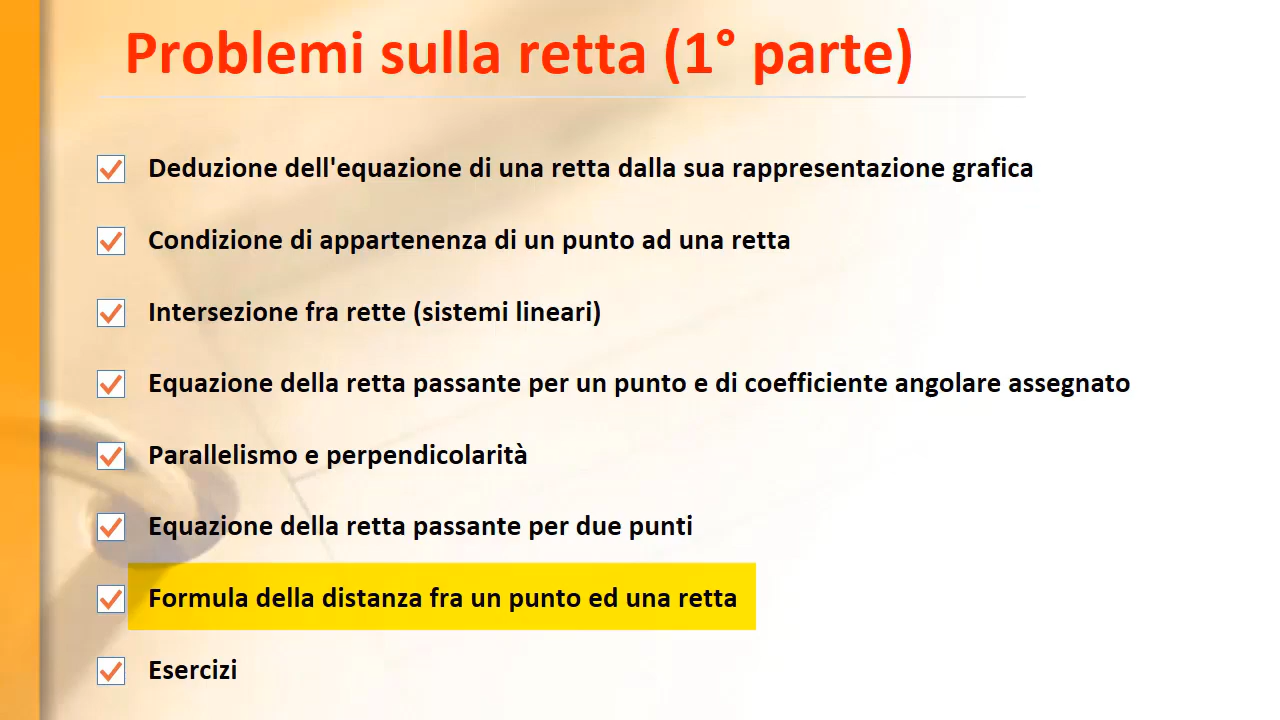 Problemi sulla retta (1° parte)
Deduzione dell'equazione di una retta dalla sua rappresentazione grafica
Condizione di appartenenza di un punto ad una retta
Intersezione fra rette (sistemi lineari)
Equazione della retta passante per un punto e di coefficiente angolare assegnato
Parallelismo e perpendicolarità
Equazione della retta passante per due punti
Formula della distanza fra un punto ed una retta
Esercizi